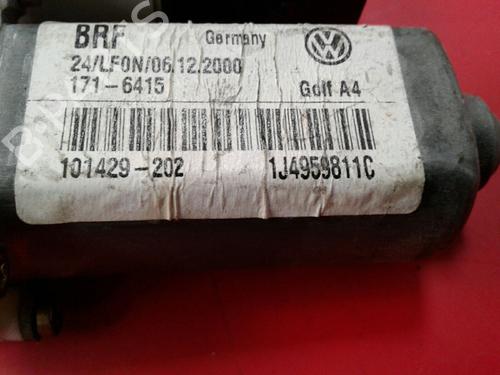 BRF Germany
24/LF0N/06.12.2000
171-6415 Golf A4
101429-202 1J4959811C